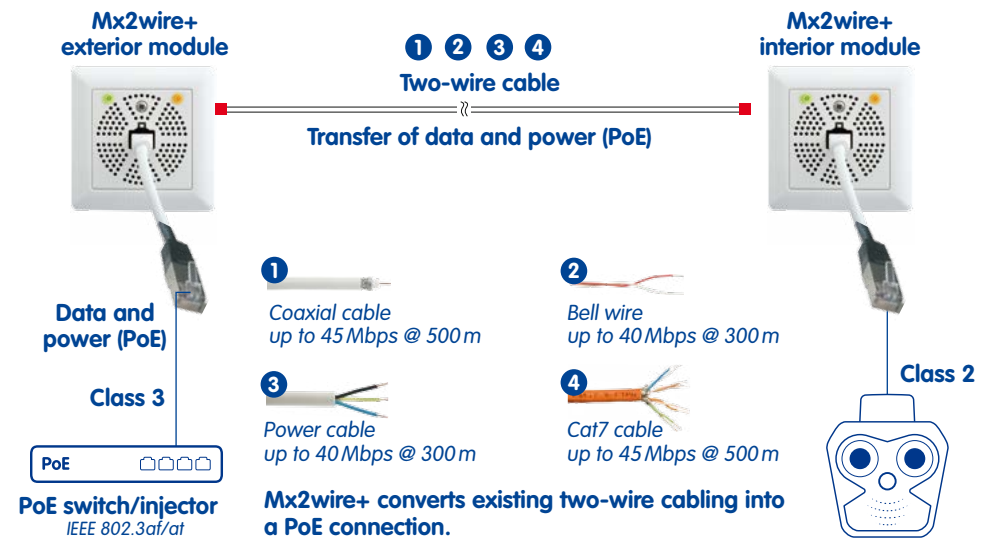 Mx2wire+
exterior module
1 2 3 4
Two-wire cable
Transfer of data and power (PoE)
Mx2wire+
interior module
Data and
power (PoE)
Class 3
PoE
PoE switch/injector
IEEE 802.3af/at
1
Coaxial cable
up to 45 Mbps @ 500 m
2
Bell wire
up to 40 Mbps @ 300 m
3
Power cable
up to 40 Mbps @ 300 m
4
Cat7 cable
up to 45 Mbps @ 500 m
Mx2wire+ converts existing two-wire cabling into
a PoE connection.
Class 2